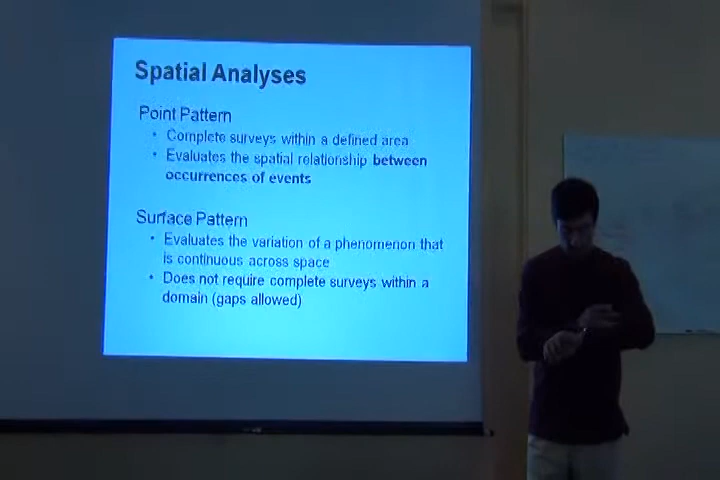 Spatial Analyses
Point Pattern
• Complete surveys within a defined area
• Evaluates the spatial relationship between
occurrences of events
Surface Pattern
• Evaluates the variation of a phenomenon that
is continuous across space
• Does not require complete surveys within a
domain (gaps allowed)